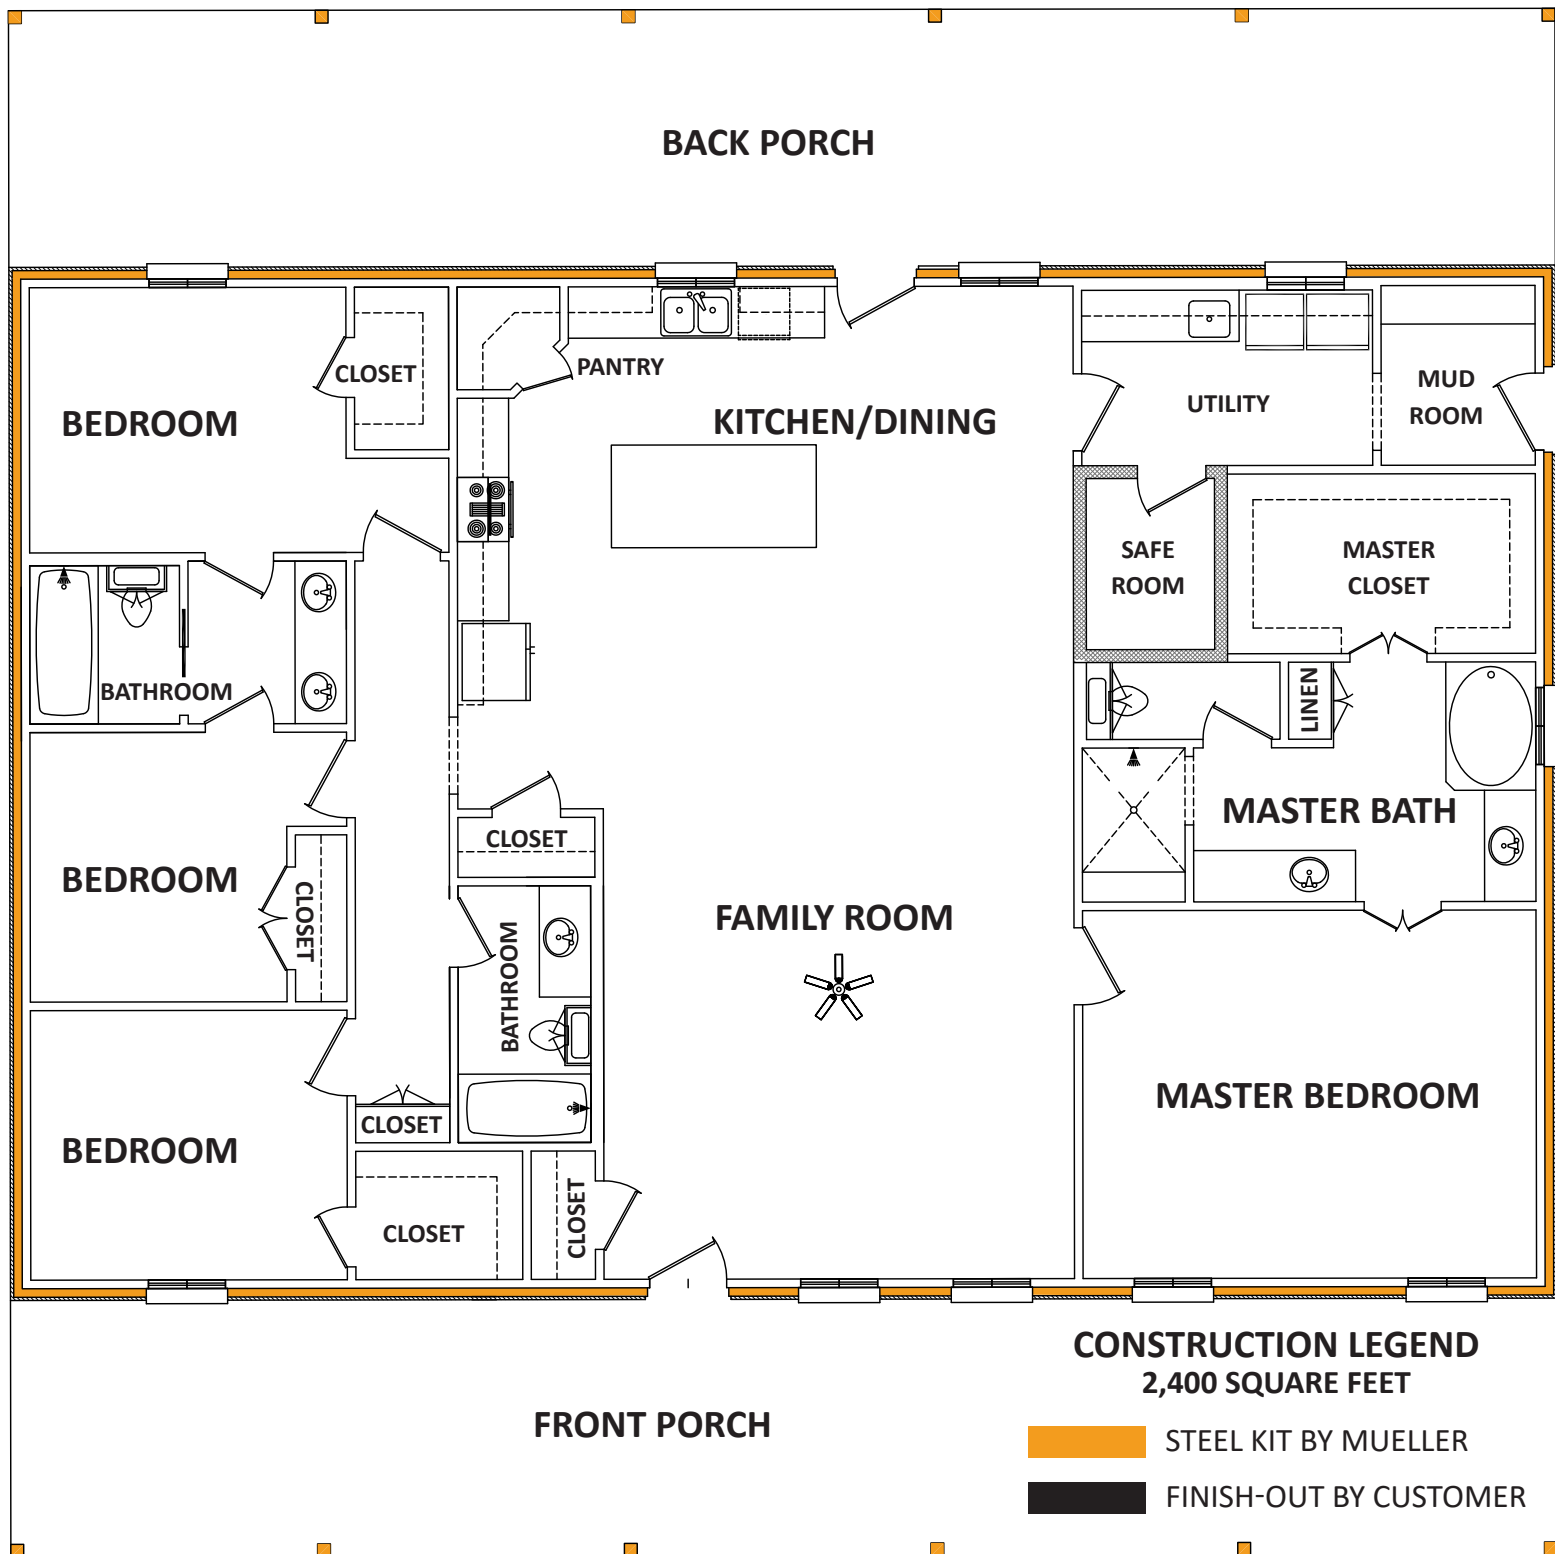 BACK PORCH
CLOSET
PANTRY
MUD
ROOM
UTILITY
BEDROOM
KITCHEN/DINING
SAFE
ROOM
MASTER
CLOSET
BATHROOM
LINEN
MASTER BATH
CLOSET
BEDROOM
CLOSET
FAMILY ROOM
BATHROOM
MASTER BEDROOM
CLOSET
BEDROOM
CLOSET
CLOSET
CONSTRUCTION LEGEND
2,400 SQUARE FEET
FRONT PORCH
STEEL KIT BY MUELLER
FINISH-OUT BY CUSTOMER